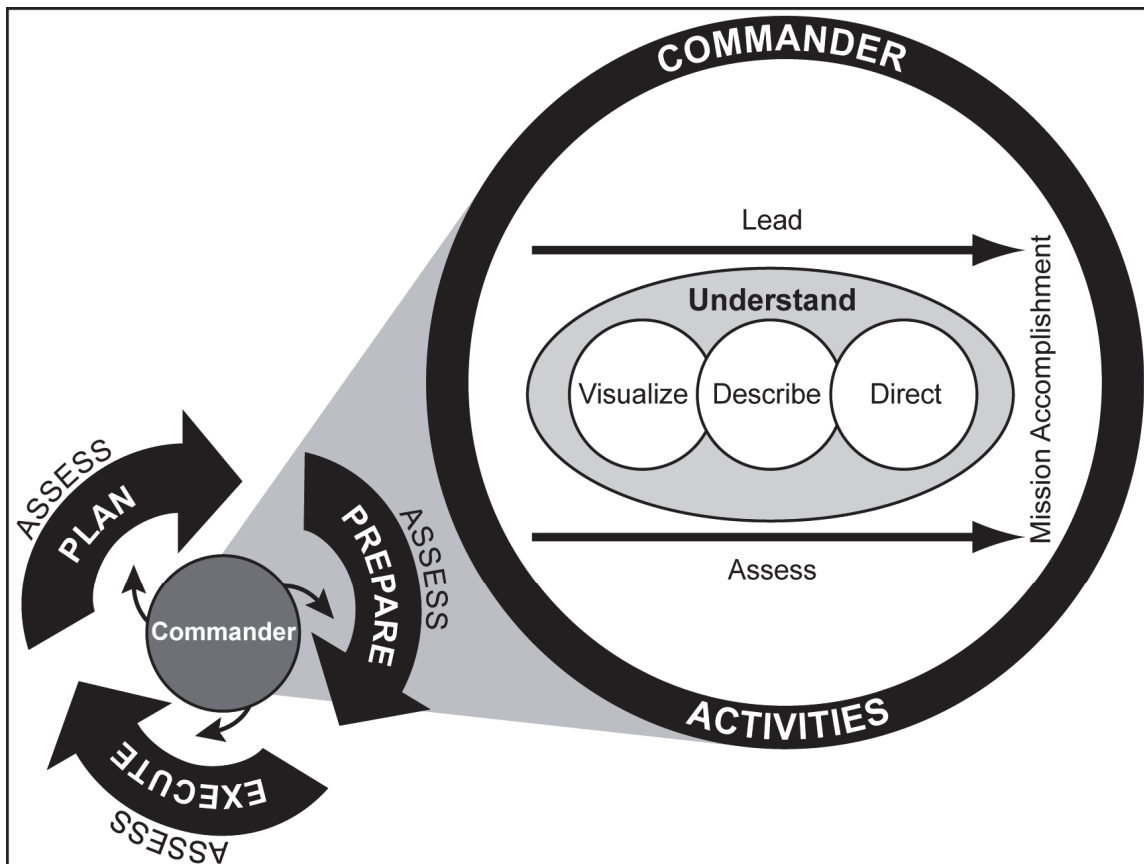 COMMANDER
Lead
Understand
Visualize
Describe
Direct
Mission Accomplishment
Assess
ACTIVITIES
ASSESS
PLAN
PREPARE
ASSESS
Commander
EXECUTE
ASSESS